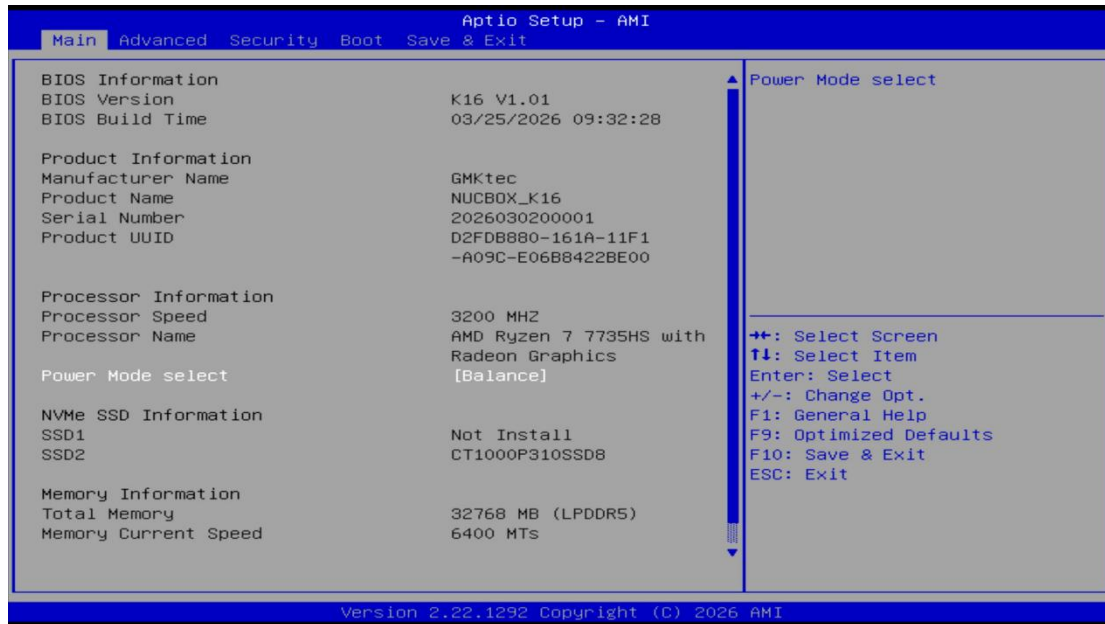 Aptio Setup - AMI
Main Advanced Security Boot Save & Exit
BIOS Information
BIOS Version K16 V1.01
BIOS Build Time 03/25/2026 09:32:28
Product Information
Manufacturer Name GMKtec
Product Name NUCBOX_K16
Serial Number 2026030200001
Product UUID D2FDB880-161A-11F1
-A09C-E06B8422BE00
Processor Information
Processor Speed 3200 MHZ
Processor Name AMD Ryzen 7 7735HS with
Radeon Graphics
Power Mode select [Balance]
NVMe SSD Information
SSD1 Not Install
SSD2 CT1000P310SSD8
Memory Information
Total Memory 32768 MB (LPDDR5)
Memory Current Speed 6400 MTs
Power Mode select
→←: Select Screen
↑↓: Select Item
Enter: Select
+/-: Change Opt.
F1: General Help
F9: Optimized Defaults
F10: Save & Exit
ESC: Exit
Version 2.22.1292 Copyright (C) 2026 AMI